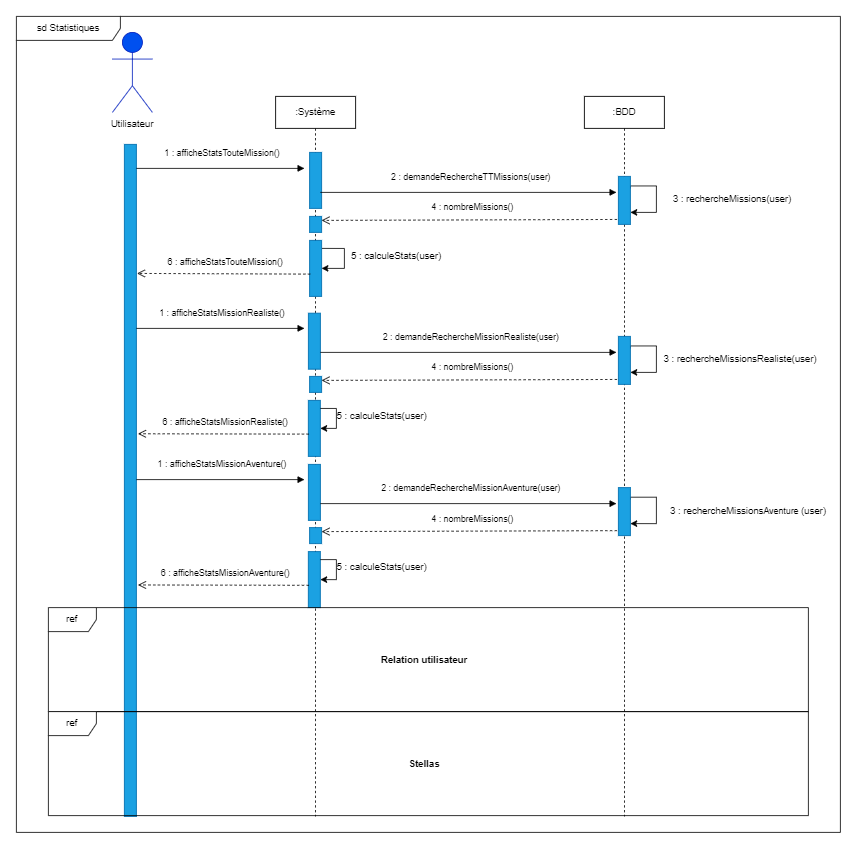 sd Statistiques
Utilisateur
:Système
:BDD
1 : afficheStatsTouteMission()
2 : demandeRechercheTTMissions(user)
3 : rechercheMissions(user)
4 : nombreMissions()
5 : calculeStats(user)
6 : afficheStatsTouteMission()
1 : afficheStatsMissionRealiste()
2 : demandeRechercheMissionRealiste(user)
3 : rechercheMissionsRealiste(user)
4 : nombreMissions()
5 : calculeStats(user)
6 : afficheStatsMissionRealiste()
1 : afficheStatsMissionAventure()
2 : demandeRechercheMissionAventure(user)
3 : rechercheMissionsAventure (user)
4 : nombreMissions()
5 : calculeStats(user)
6 : afficheStatsMissionAventure()
ref
Relation utilisateur
ref
Stellas